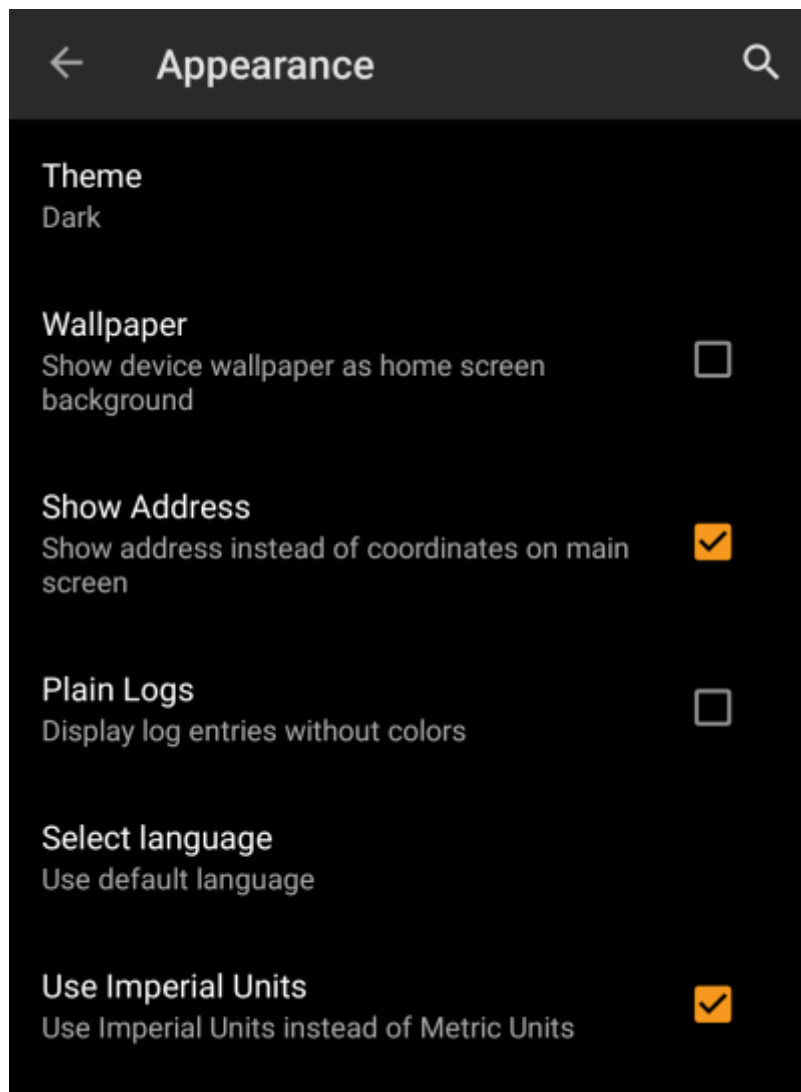 Appearance
Theme
Dark
Wallpaper
Show device wallpaper as home screen
background
Show Address
Show address instead of coordinates on main
screen
Plain Logs
Display log entries without colors
Select language
Use default language
Use Imperial Units
Use Imperial Units instead of Metric Units